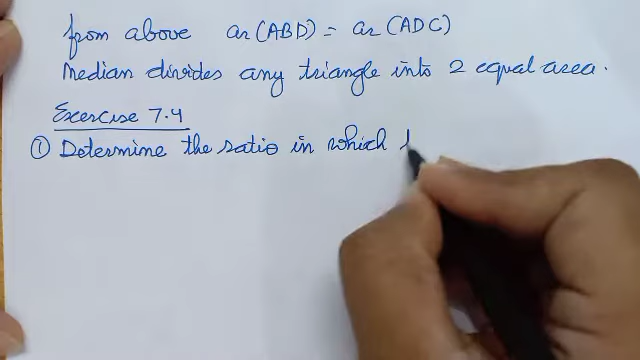 from above ar (ABD) = ar (ADC)
Median divides any triangle into 2 equal area.
Exercise 7.4
① Determine the ratio in which